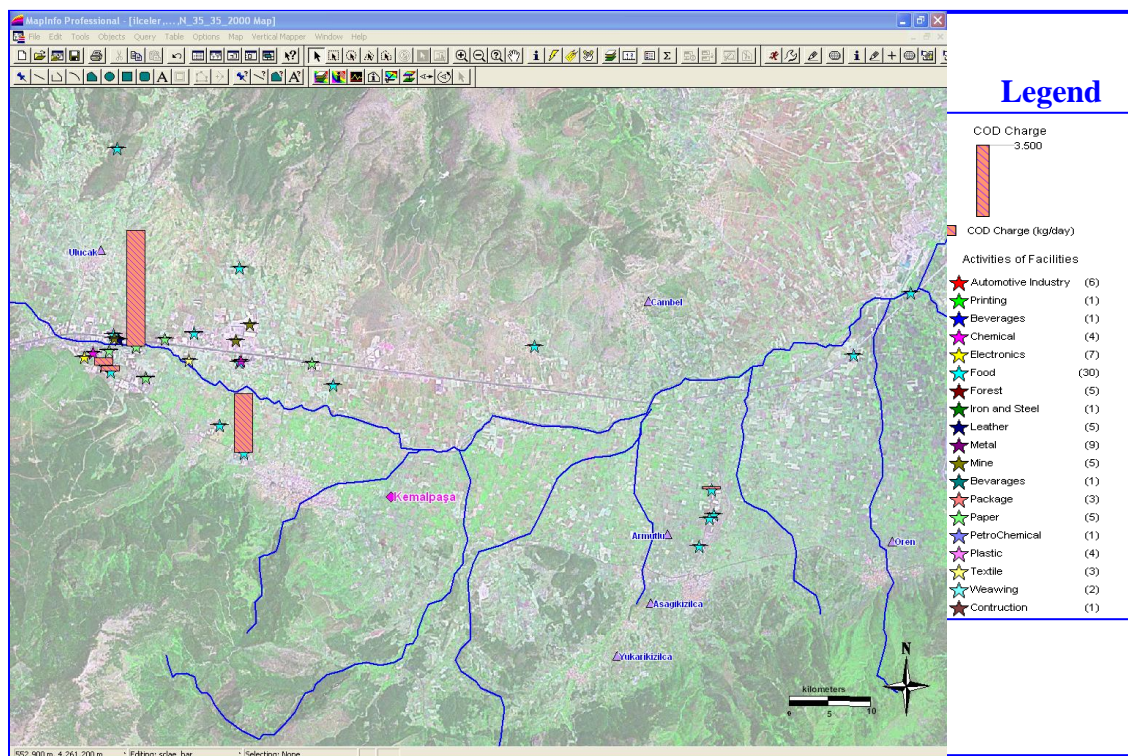 MapInfo Professional - [ilceler,...,N_35_35_2000 Map]
File Edit Tools Objects Query Table Options Map Vertical Mapper Window Help
Legend
COD Charge
3.500
COD Charge (kg/day)
Activities of Facilities
Automotive Industry (6)
Printing (1)
Beverages (1)
Chemical (4)
Electronics (7)
Food (30)
Forest (5)
Iron and Steel (1)
Leather (5)
Metal (9)
Mine (5)
Bevarages (1)
Package (3)
Paper (5)
PetroChemical (1)
Plastic (4)
Textile (3)
Weawing (2)
Contruction (1)
Ulucak
Cambel
Kemalpaşa
Armutlu
Oren
Asagikizilca
Yukarikizilca
N
kilometers
0 5 10
552.900 m, 4.261.200 m Editing: sclae_bar Selecting: None